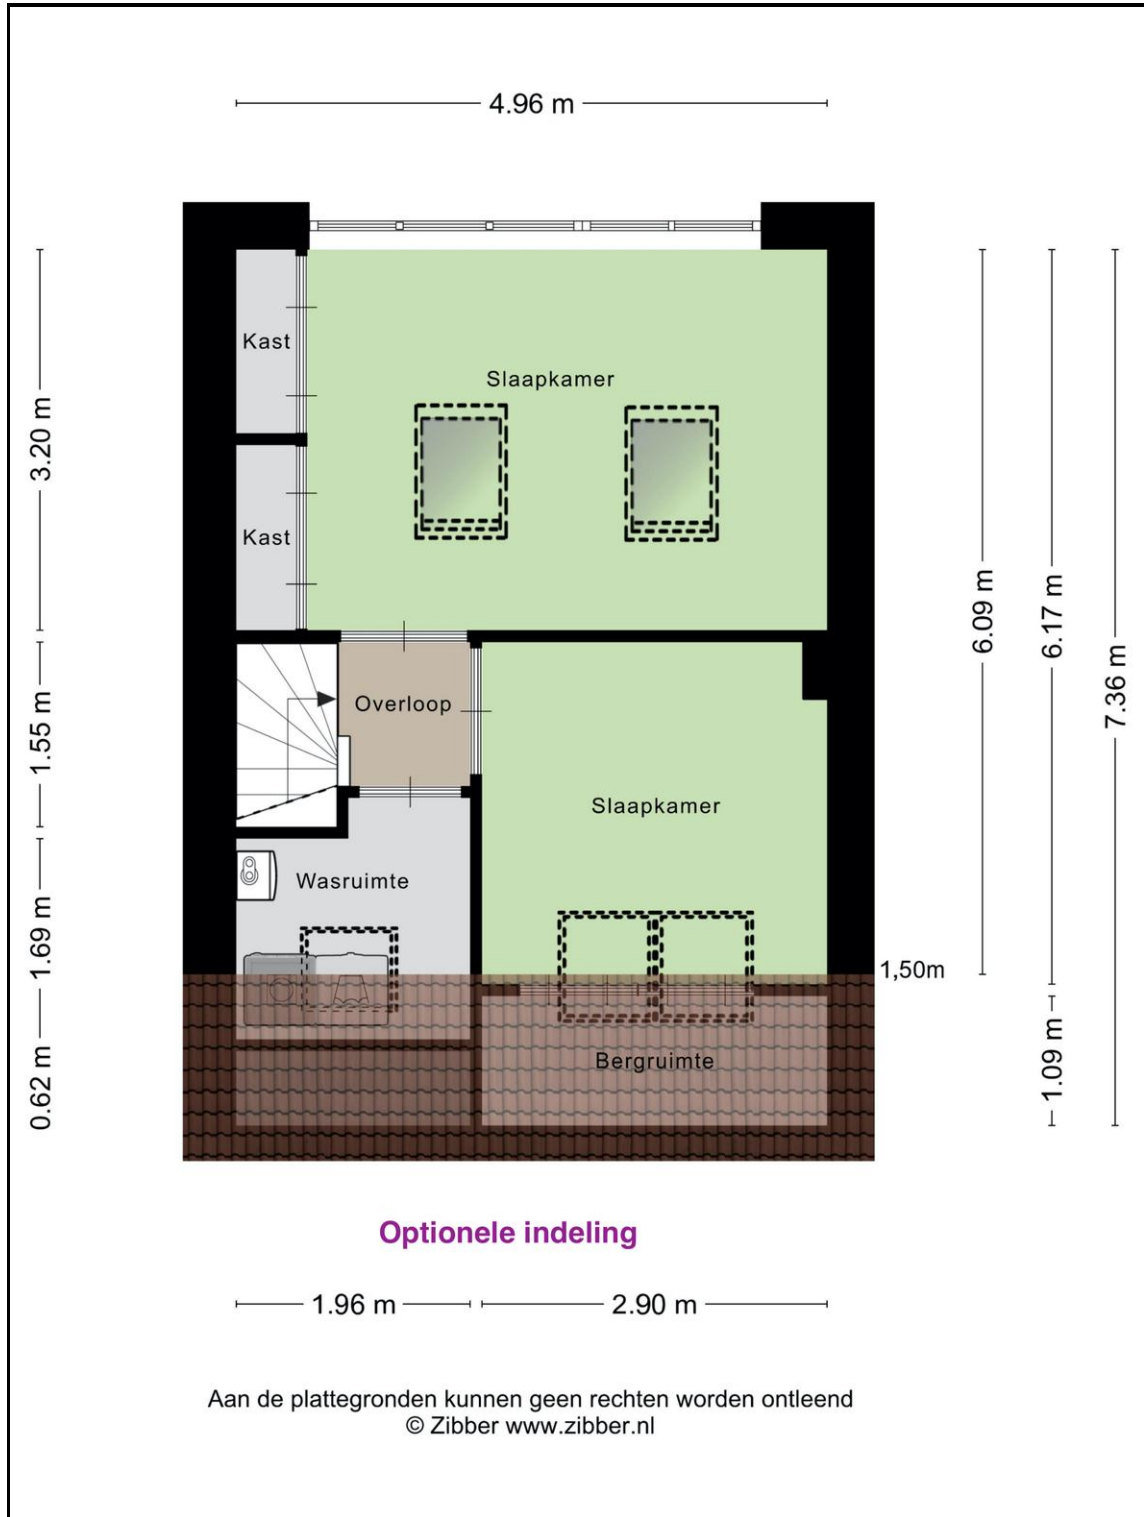 4.96 m
Kast
Slaapkamer
3.20 m
Kast
6.09 m
6.17 m
7.36 m
Overloop
1.55 m
Slaapkamer
Wasruimte
1.69 m
1,50m
0.62 m
Bergruimte
1.09 m
Optionele indeling
1.96 m
2.90 m
Aan de plattegronden kunnen geen rechten worden ontleend
© Zibber www.zibber.nl